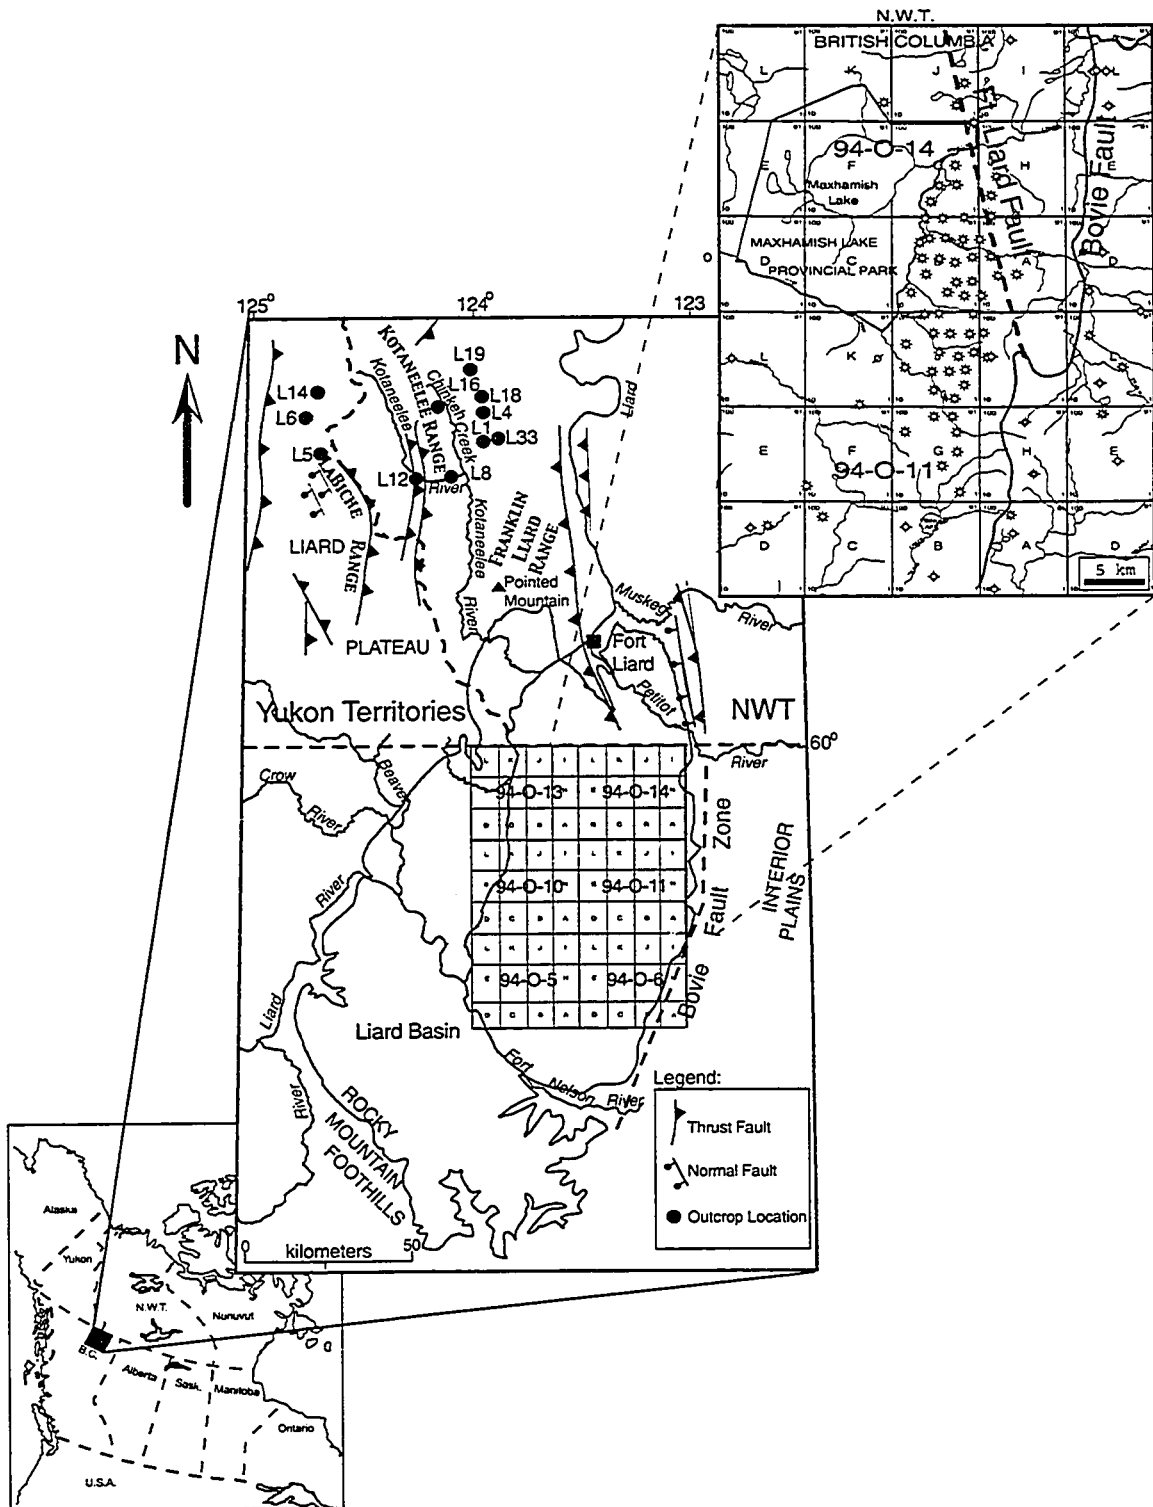 N.W.T.
BRITISH COLUMBIA
L K J I L
Ft. Liard Fault
Bovie Fault
94-O-14
E F H E
Maxhamish
Lake
MAXHAMISH LAKE
PROVINCIAL PARK
D C G A D
L K L
E F G H E
94-O-11
D C B A D
5 km
0
125° 124° 123
N
KOTANEELEE RANGE
Kotaneelee
Chinkeh Creek
River
L19
L16
L18
L4
L1
L33
L14
L6
L5
L12
L8
Liard
LABICHE
RANGE
LIARD
PLATEAU
Kotaneelee
River
FRANKLIN
LIARD
RANGE
Pointed
Mountain
Muskeg
River
Fort
Liard
Petitot
River
Yukon Territories
NWT
60°
Crow
River
Beaver
L K J I L K J I
94-O-13
94-O-14
D C B A D C B A
L K J I L K J I
94-O-10
94-O-11
D C B A D C B A
L K J I L K J
94-O-5
94-O-6
D C B A D C B A
Bovie Fault Zone
INTERIOR
PLAINS
River
Liard
River
Liard Basin
Fort
Nelson
River
ROCKY
MOUNTAIN
FOOTHILLS
0 kilometers 50
Legend:
Thrust Fault
Normal Fault
Outcrop Location
Alaska
Yukon
N.W.T.
Nunuvut
B.C.
Alberta
Sask.
Manitoba
Ontario
U.S.A.